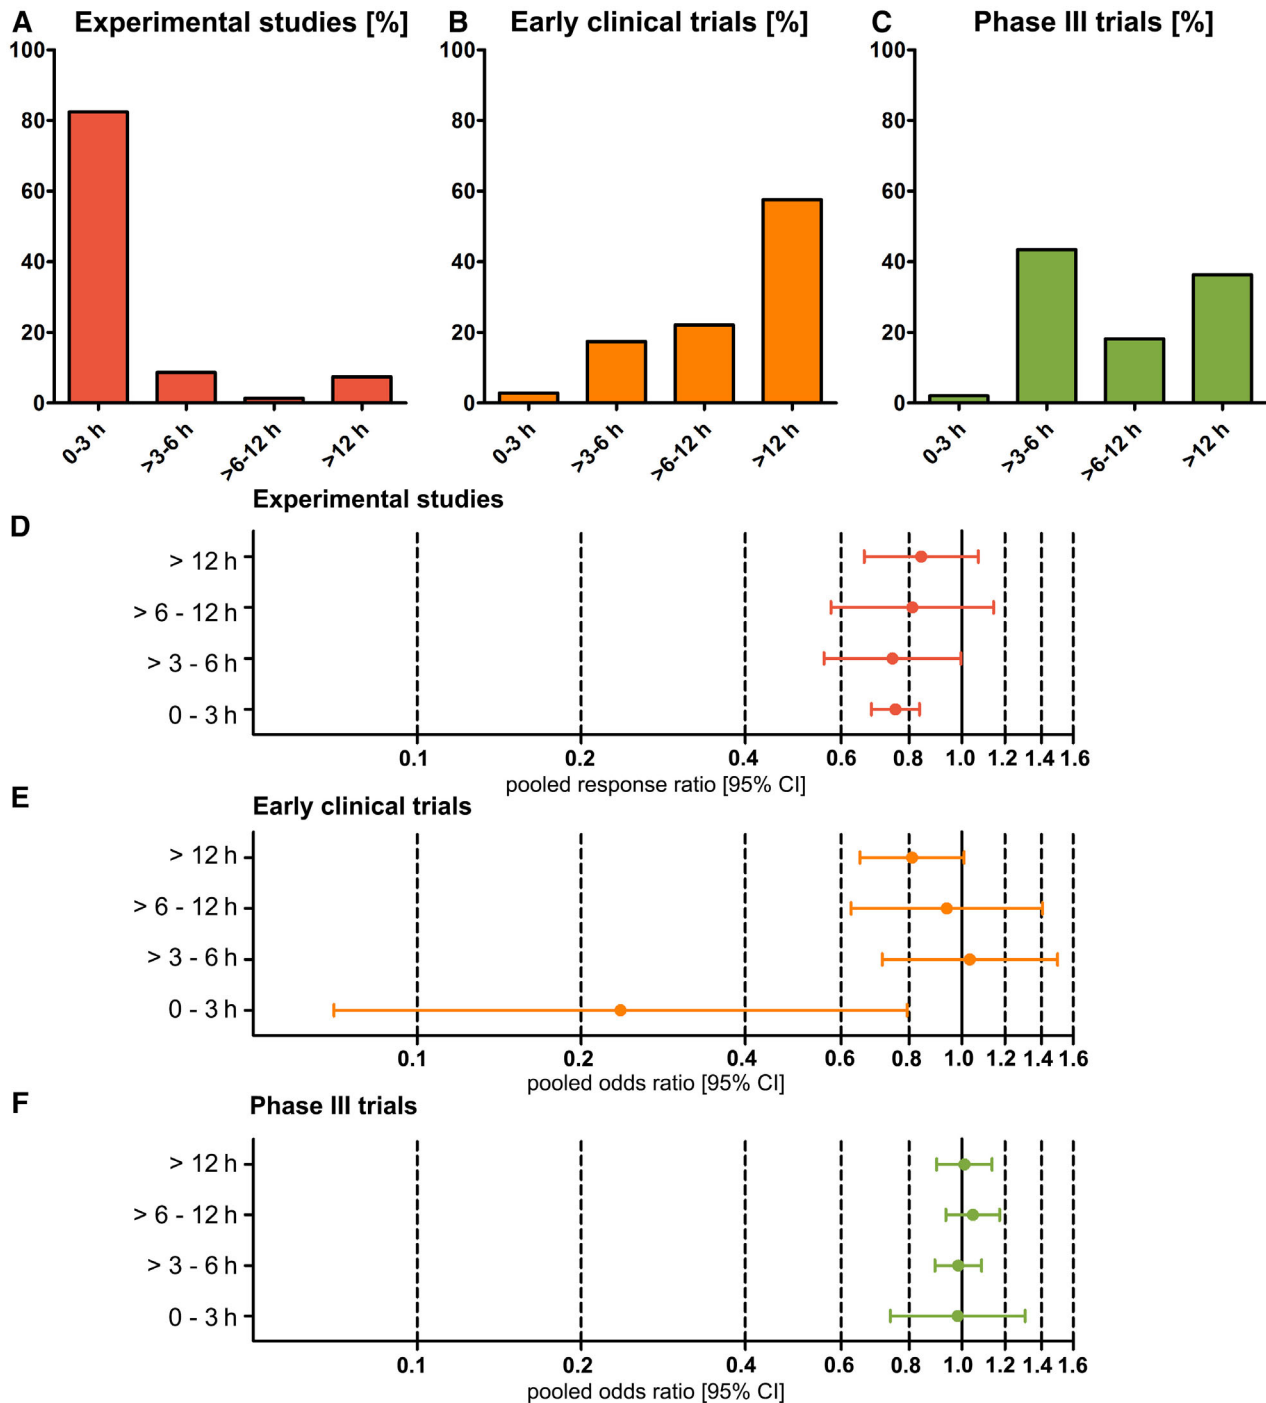 A Experimental studies [%]
B Early clinical trials [%]
C Phase III trials [%]
100
80
60
40
20
0
0-3 h
>3-6 h
>6-12 h
>12 h
100
80
60
40
20
0
0-3 h
>3-6 h
>6-12 h
>12 h
100
80
60
40
20
0
0-3 h
>3-6 h
>6-12 h
>12 h
D
Experimental studies
> 12 h
> 6 - 12 h
> 3 - 6 h
0 - 3 h
0.1 0.2 0.4 0.6 0.8 1.0 1.2 1.4 1.6
pooled response ratio [95% CI]
E
Early clinical trials
> 12 h
> 6 - 12 h
> 3 - 6 h
0 - 3 h
0.1 0.2 0.4 0.6 0.8 1.0 1.2 1.4 1.6
pooled odds ratio [95% CI]
F
Phase III trials
> 12 h
> 6 - 12 h
> 3 - 6 h
0 - 3 h
0.1 0.2 0.4 0.6 0.8 1.0 1.2 1.4 1.6
pooled odds ratio [95% CI]